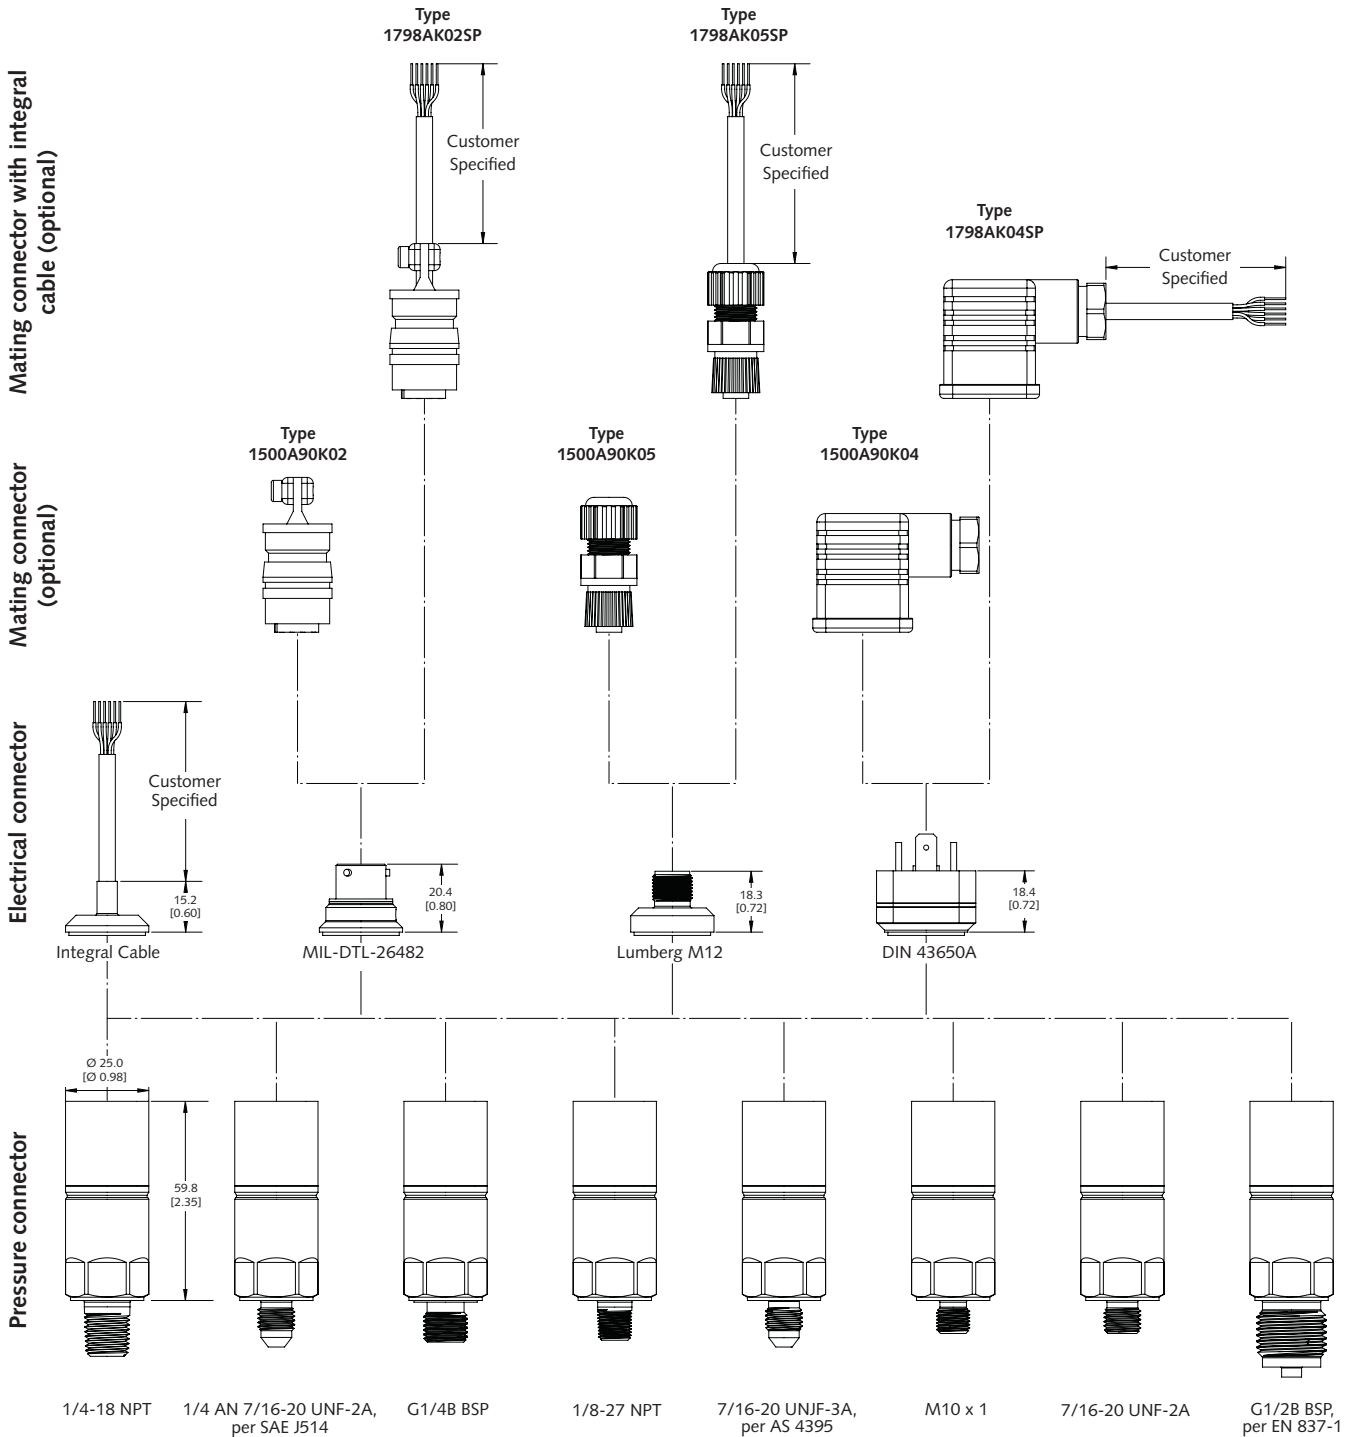 Type
1798AK02SP
Type
1798AK05SP
Mating connector with integral
cable (optional)
Customer
Specified
Customer
Specified
Type
1798AK04SP
Customer
Specified
Mating connector
(optional)
Type
1500A90K02
Type
1500A90K05
Type
1500A90K04
Electrical connector
Customer
Specified
15.2
[0.60]
20.4
[0.80]
18.3
[0.72]
18.4
[0.72]
Integral Cable
MIL-DTL-26482
Lumberg M12
DIN 43650A
Pressure connector
Ø 25.0
[Ø 0.98]
59.8
[2.35]
1/4-18 NPT
1/4 AN 7/16-20 UNF-2A,
per SAE J514
G1/4B BSP
1/8-27 NPT
7/16-20 UNJF-3A,
per AS 4395
M10 x 1
7/16-20 UNF-2A
G1/2B BSP,
per EN 837-1